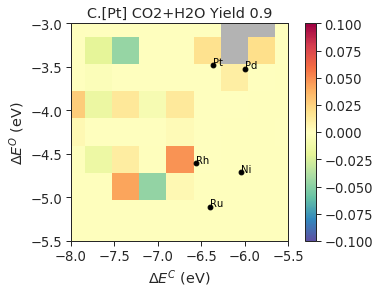 C.[Pt] CO2+H2O Yield 0.9
−3.0
−3.5
−4.0
−4.5
−5.0
−5.5
ΔE^O (eV)
Pt
Pd
Rh
Ni
Ru
−8.0 −7.5 −7.0 −6.5 −6.0 −5.5
ΔE^C (eV)
0.100
0.075
0.050
0.025
0.000
−0.025
−0.050
−0.075
−0.100